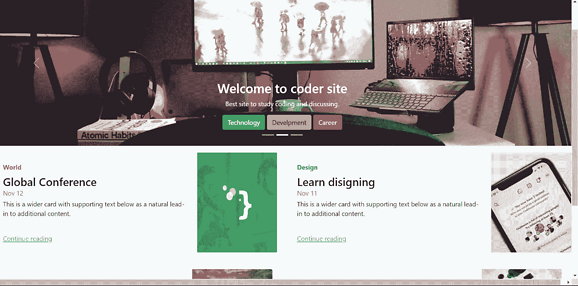 Welcome to coder site
Best site to study coding and discussing.
Technology
Develpment
Career
Atomic Habits
World
Global Conference
Nov 12
This is a wider card with supporting text below as a natural lead-
in to additional content.
Continue reading
}
Design
Learn disigning
Nov 11
This is a wider card with supporting text below as a natural lead-
in to additional content.
Continue reading